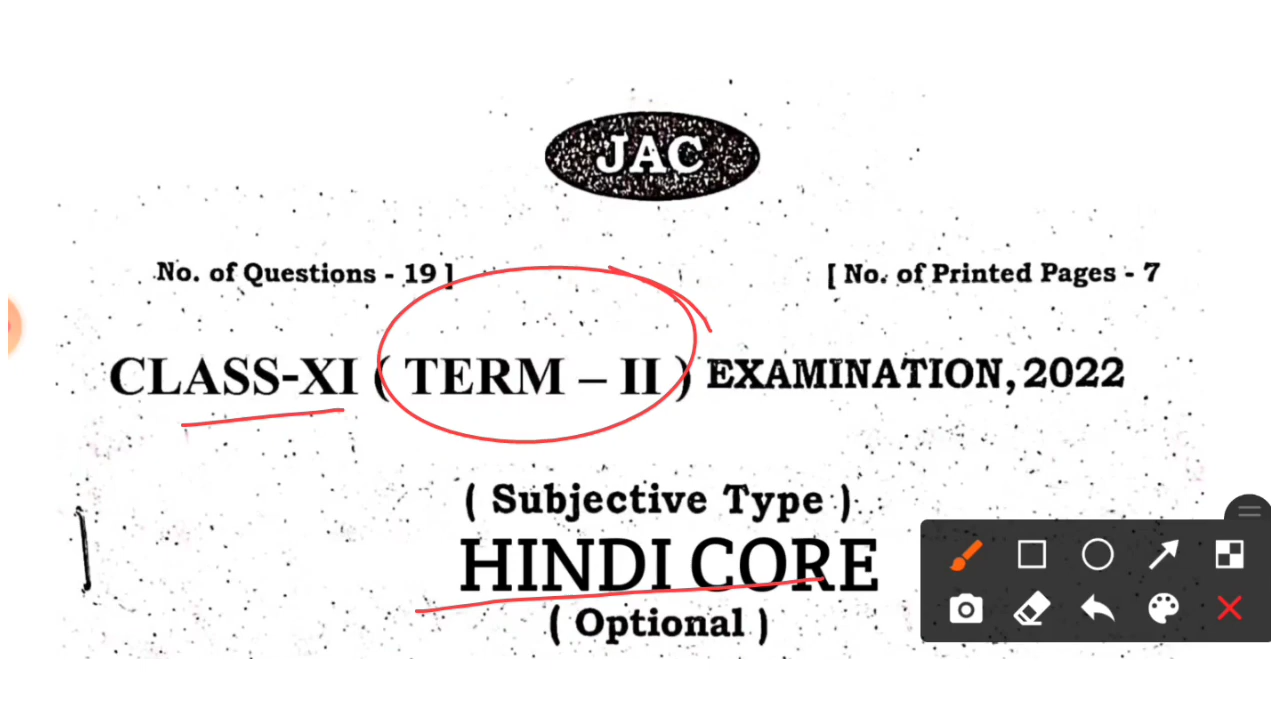 JAC
No. of Questions - 19 ]
[ No. of Printed Pages - 7
CLASS-XI ( TERM – II ) EXAMINATION, 2022
( Subjective Type )
HINDI CORE
( Optional )